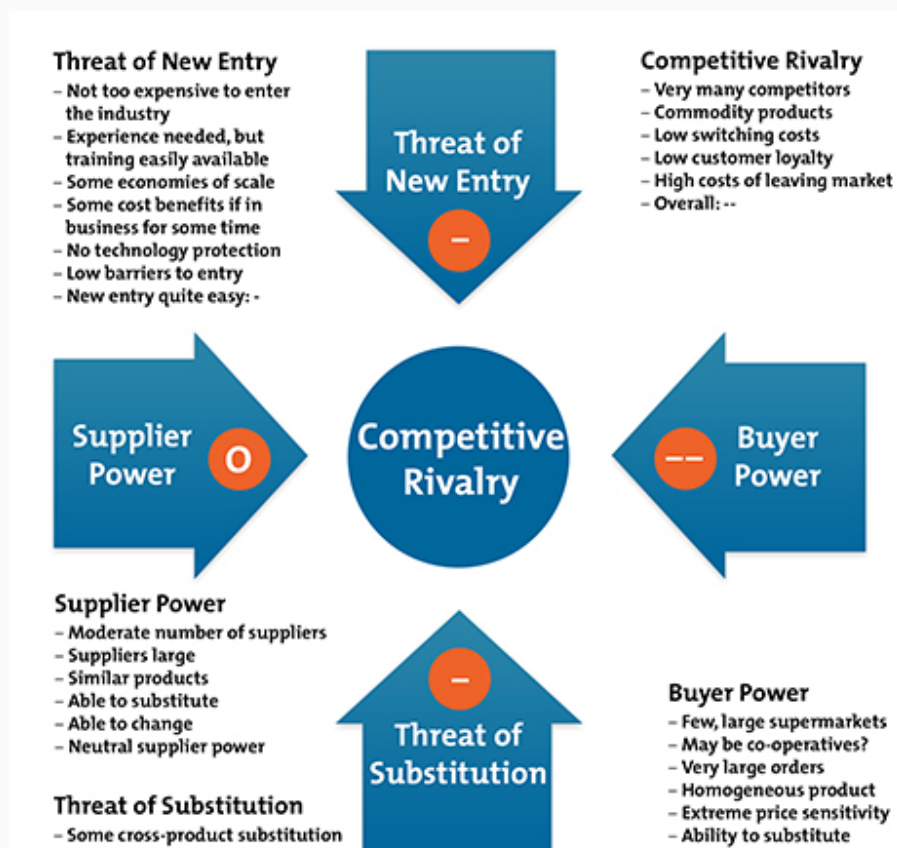 Threat of New Entry
– Not too expensive to enter
the industry
– Experience needed, but
training easily available
– Some economies of scale
– Some cost benefits if in
business for some time
– No technology protection
– Low barriers to entry
– New entry quite easy: -
Threat of
New Entry
–
Competitive Rivalry
– Very many competitors
– Commodity products
– Low switching costs
– Low customer loyalty
– High costs of leaving market
– Overall: --
Supplier
Power
O
Competitive
Rivalry
––
Buyer
Power
Supplier Power
– Moderate number of suppliers
– Suppliers large
– Similar products
– Able to substitute
– Able to change
– Neutral supplier power
–
Threat of
Substitution
Buyer Power
– Few, large supermarkets
– May be co-operatives?
– Very large orders
– Homogeneous product
– Extreme price sensitivity
– Ability to substitute
Threat of Substitution
– Some cross-product substitution